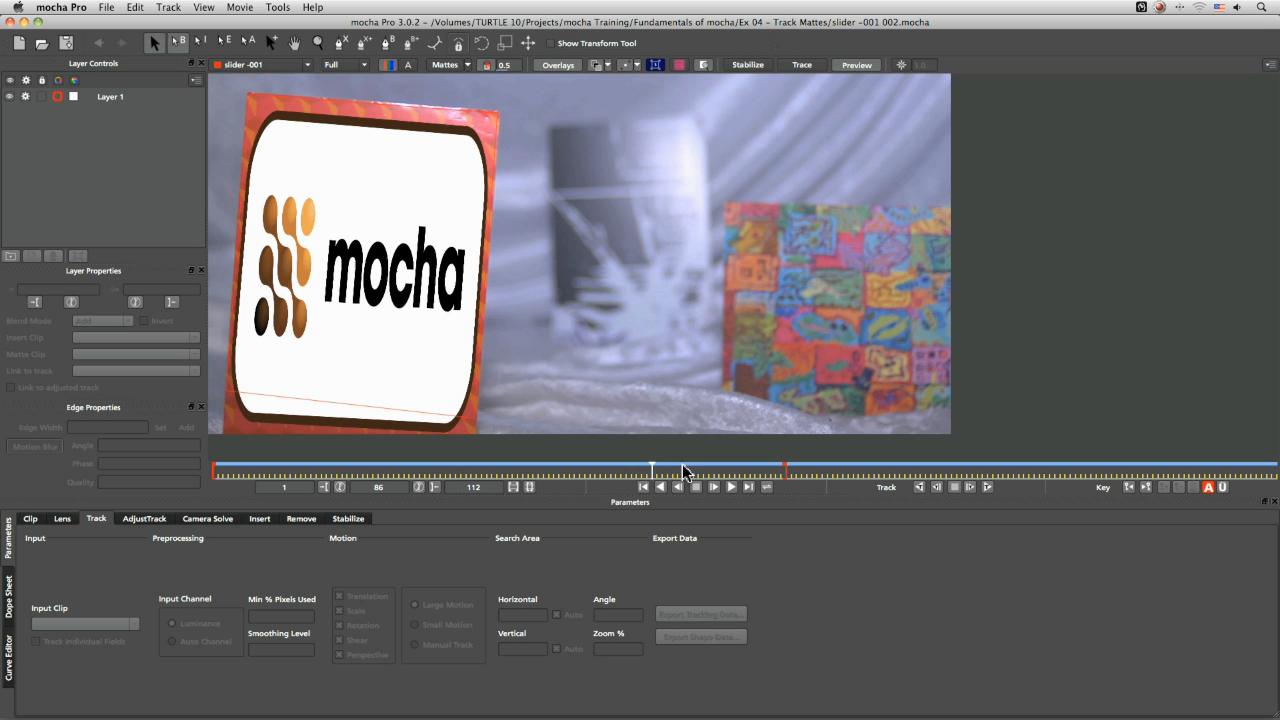 mocha Pro File Edit Track View Movie Tools Help
mocha Pro 3.0.2 - /Volumes/TURTLE 10/Projects/mocha Training/Fundamentals of mocha/Ex 04 - Track Mattes/slider -001 002.mocha
Show Transform Tool
Layer Controls
slider -001 Full A Mattes 0.5 Overlays Stabilize Trace Preview 1.0
Layer 1
mocha
Layer Properties
Blend Mode Add Invert
Insert Clip
Matte Clip
Link to track
Link to adjusted track
Edge Properties
Edge Width Set Add
Motion Blur Angle
Phase
Quality
1 86 112 Track Key A U
Parameters
Clip Lens Track AdjustTrack Camera Solve Insert Remove Stabilize
Parameters
Dope Sheet
Curve Editor
Input Preprocessing Motion Search Area Export Data
Input Clip
Track Individual Fields
Input Channel
Luminance
Auto Channel
Min % Pixels Used
Smoothing Level
Translation
Scale
Rotation
Shear
Perspective
Large Motion
Small Motion
Manual Track
Horizontal Angle
Auto
Vertical Zoom %
Auto
Export Tracking Data...
Export Shape Data...